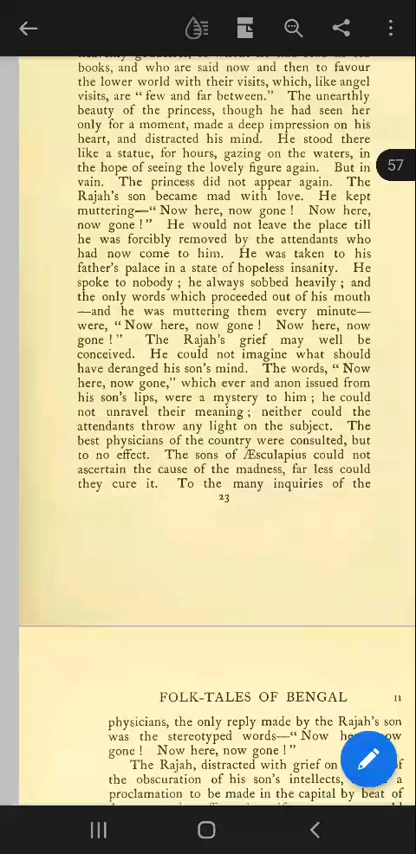 57
books, and who are said now and then to favour
the lower world with their visits, which, like angel
visits, are “ few and far between.” The unearthly
beauty of the princess, though he had seen her
only for a moment, made a deep impression on his
heart, and distracted his mind. He stood there
like a statue, for hours, gazing on the waters, in
the hope of seeing the lovely figure again. But in
vain. The princess did not appear again. The
Rajah's son became mad with love. He kept
muttering—“ Now here, now gone ! Now here,
now gone ! ” He would not leave the place till
he was forcibly removed by the attendants who
had now come to him. He was taken to his
father's palace in a state of hopeless insanity. He
spoke to nobody ; he always sobbed heavily ; and
the only words which proceeded out of his mouth
—and he was muttering them every minute—
were, “ Now here, now gone ! Now here, now
gone ! ” The Rajah's grief may well be
conceived. He could not imagine what should
have deranged his son's mind. The words, “ Now
here, now gone,” which ever and anon issued from
his son's lips, were a mystery to him ; he could
not unravel their meaning ; neither could the
attendants throw any light on the subject. The
best physicians of the country were consulted, but
to no effect. The sons of Æsculapius could not
ascertain the cause of the madness, far less could
they cure it. To the many inquiries of the
23
FOLK-TALES OF BENGAL II
physicians, the only reply made by the Rajah's son
was the stereotyped words—“ Now
gone ! Now here, now gone ! ”
The Rajah, distracted with grief on
the obscuration of his son's intellects, a
proclamation to be made in the capital by beat of